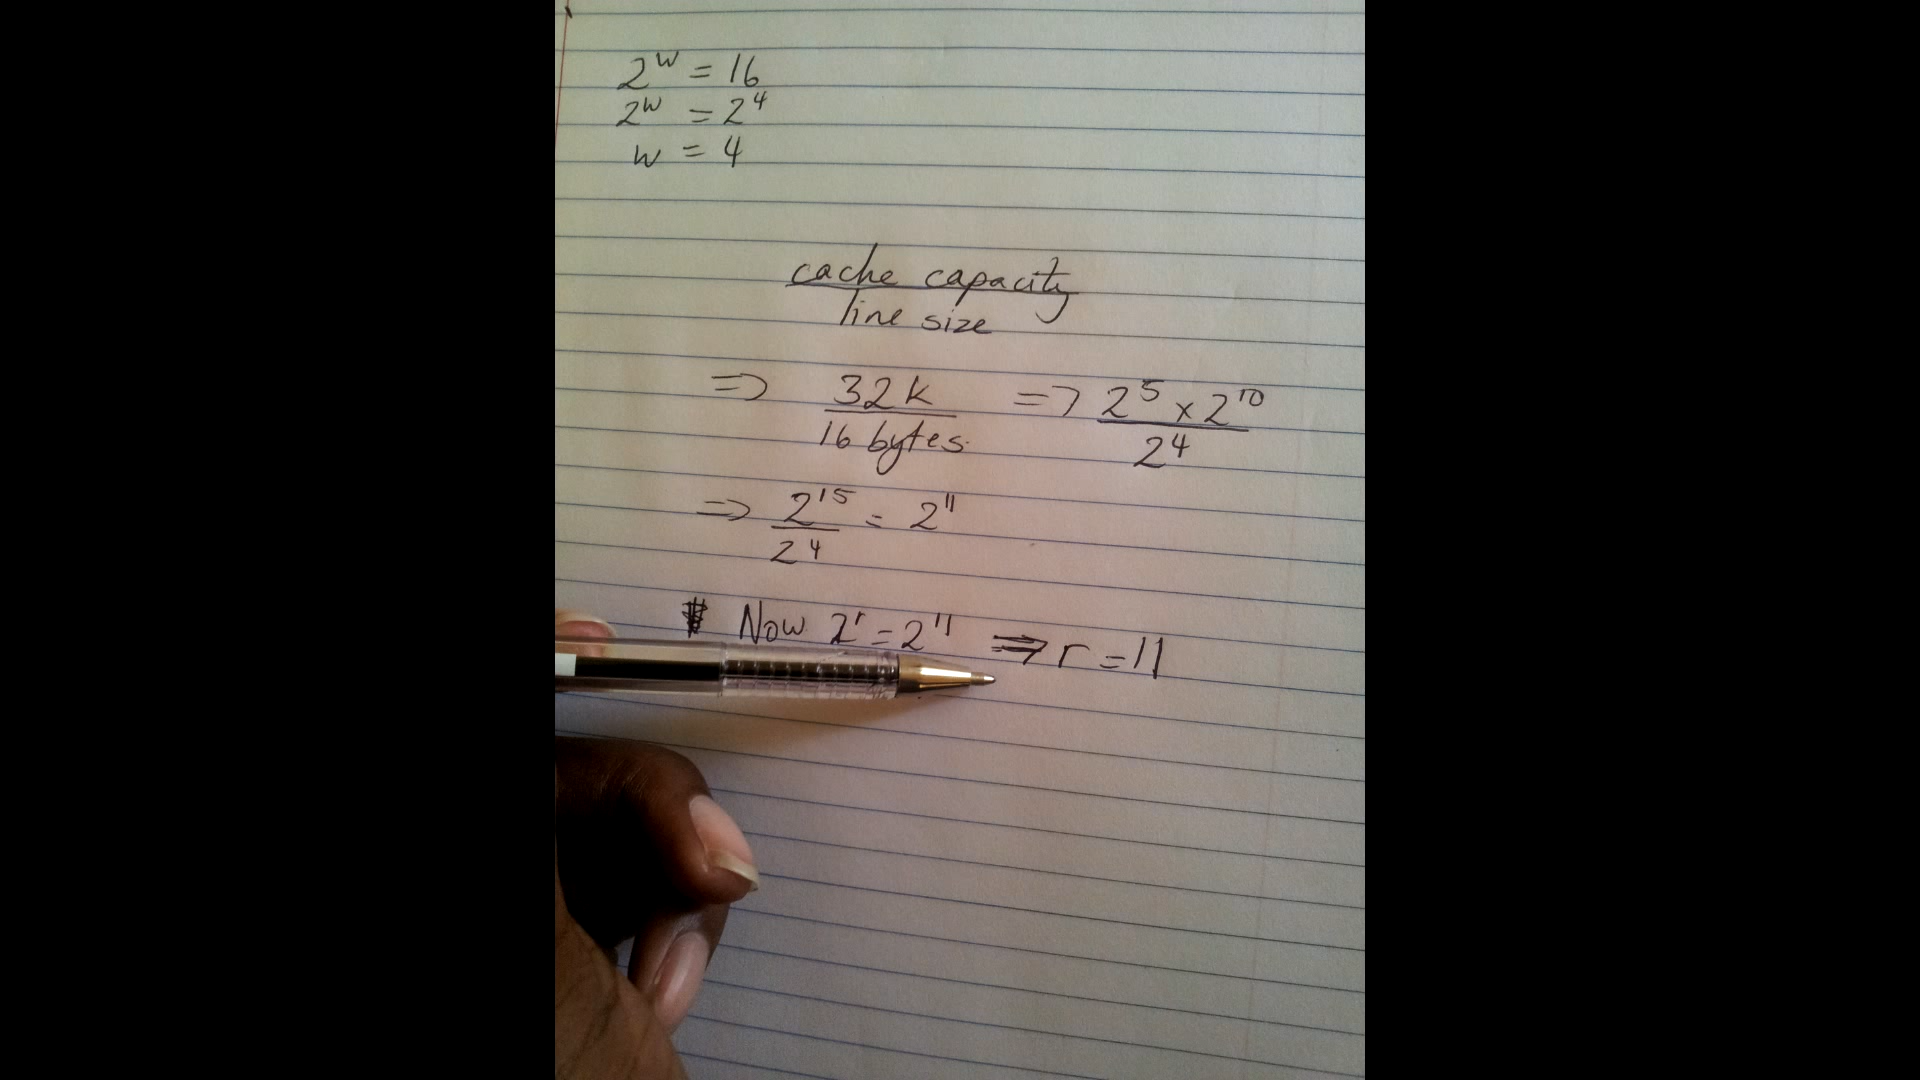 2^w = 16
2^w = 2^4
w = 4
cache capacity
line size
=> 32k => 2^5 x 2^10
16 bytes. 2^4
=> 2^15 = 2^11
2^4
Now 2^r = 2^11 => r = 11